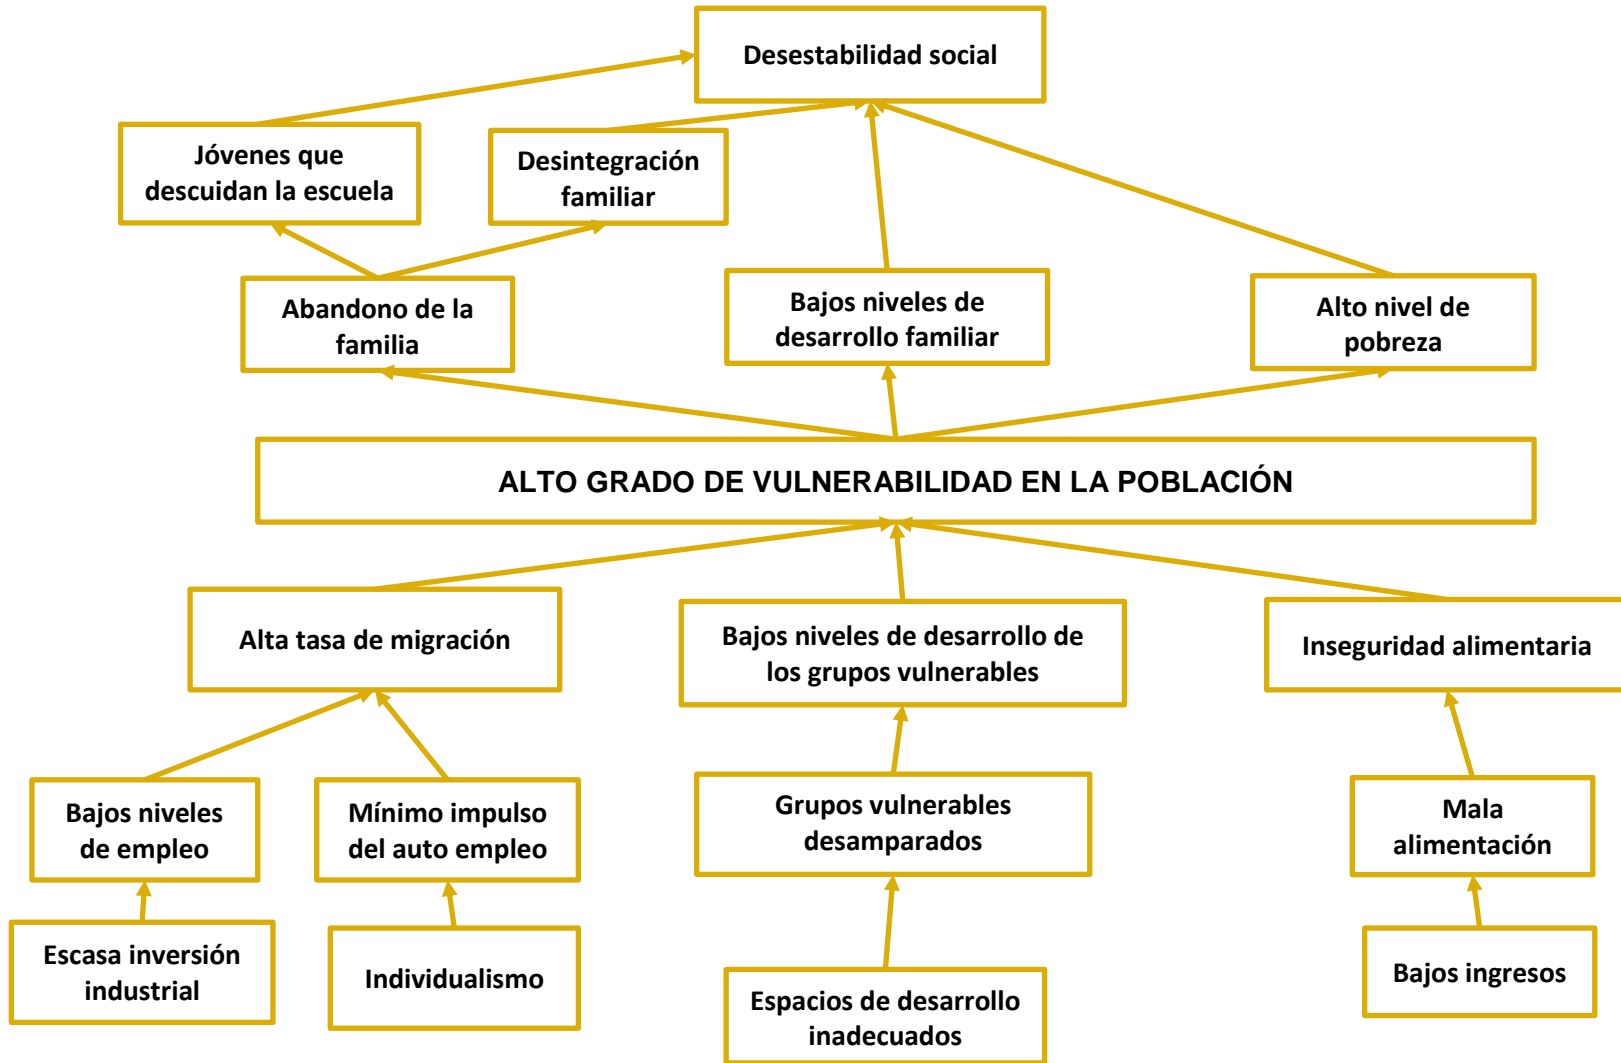 Desestabilidad social
Jóvenes que
descuidan la escuela
Desintegración
familiar
Abandono de la
familia
Bajos niveles de
desarrollo familiar
Alto nivel de
pobreza
ALTO GRADO DE VULNERABILIDAD EN LA POBLACIÓN
Alta tasa de migración
Bajos niveles de desarrollo de
los grupos vulnerables
Inseguridad alimentaria
Bajos niveles
de empleo
Mínimo impulso
del auto empleo
Grupos vulnerables
desamparados
Mala
alimentación
Escasa inversión
industrial
Individualismo
Espacios de desarrollo
inadecuados
Bajos ingresos